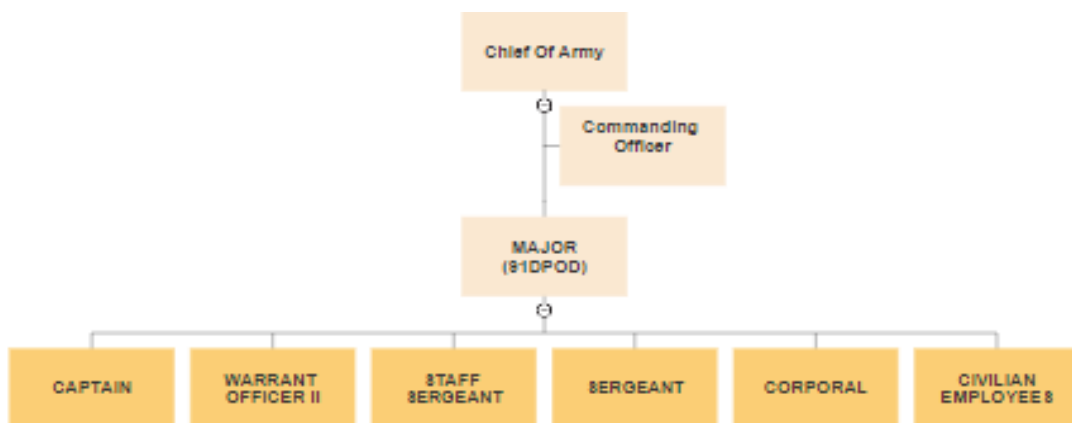 Chief Of Army
Commanding
Officer
MAJOR
(91DPOD)
CAPTAIN
WARRANT
OFFICER II
STAFF
SERGEANT
SERGEANT
CORPORAL
CIVILIAN
EMPLOYEES